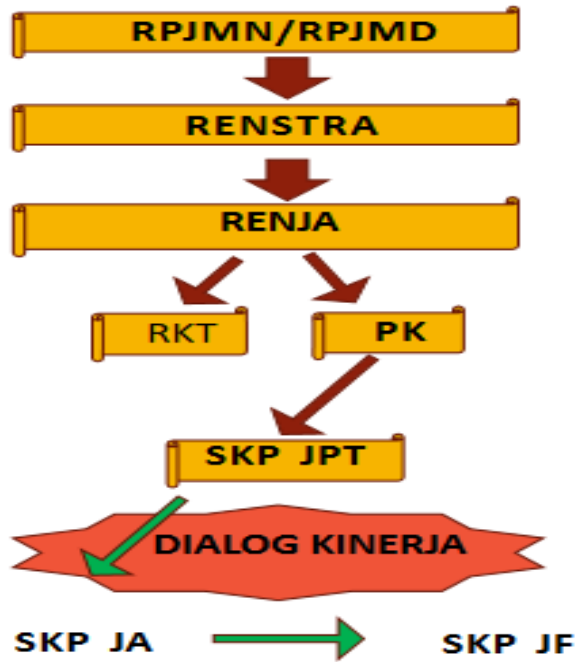 RPJMN/RPJMD
RENSTRA
RENJA
RKT PK
SKP JPT
DIALOG KINERJA
SKP JA SKP JF